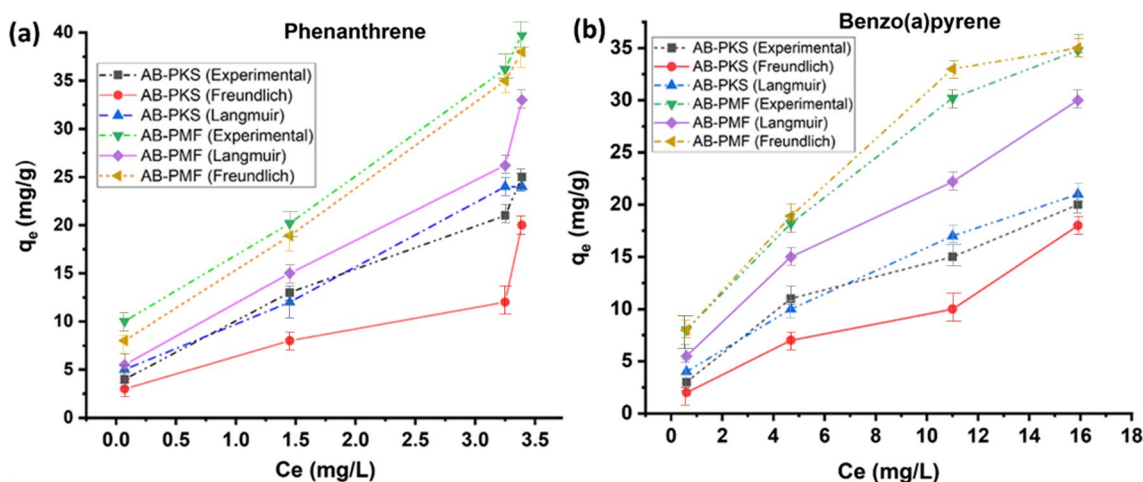 (a)
Phenanthrene
40
35
30
25
20
15
10
5
0
qe (mg/g)
AB-PKS (Experimental)
AB-PKS (Freundlich)
AB-PKS (Langmuir)
AB-PMF (Experimental)
AB-PMF (Langmuir)
AB-PMF (Freundlich)
0.0 0.5 1.0 1.5 2.0 2.5 3.0 3.5
Ce (mg/L)
(b)
Benzo(a)pyrene
35
30
25
20
15
10
5
0
qe (mg/g)
AB-PKS (Experimental)
AB-PKS (Freundlich)
AB-PKS (Langmuir)
AB-PMF (Experimental)
AB-PMF (Langmuir)
AB-PMF (Freundlich)
0 2 4 6 8 10 12 14 16 18
Ce (mg/L)